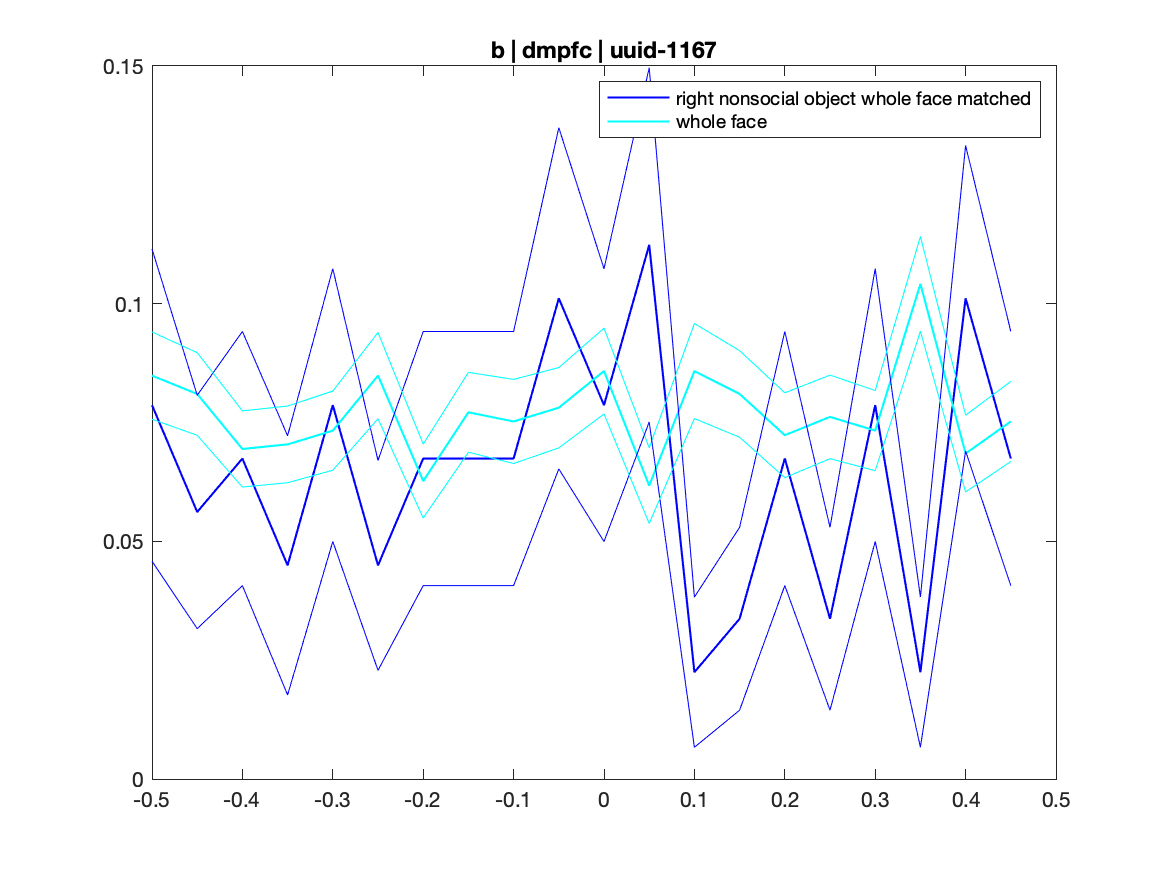 b | dmpfc | uuid-1167
right nonsocial object whole face matched
whole face
0.15
0.1
0.05
0
-0.5 -0.4 -0.3 -0.2 -0.1 0 0.1 0.2 0.3 0.4 0.5